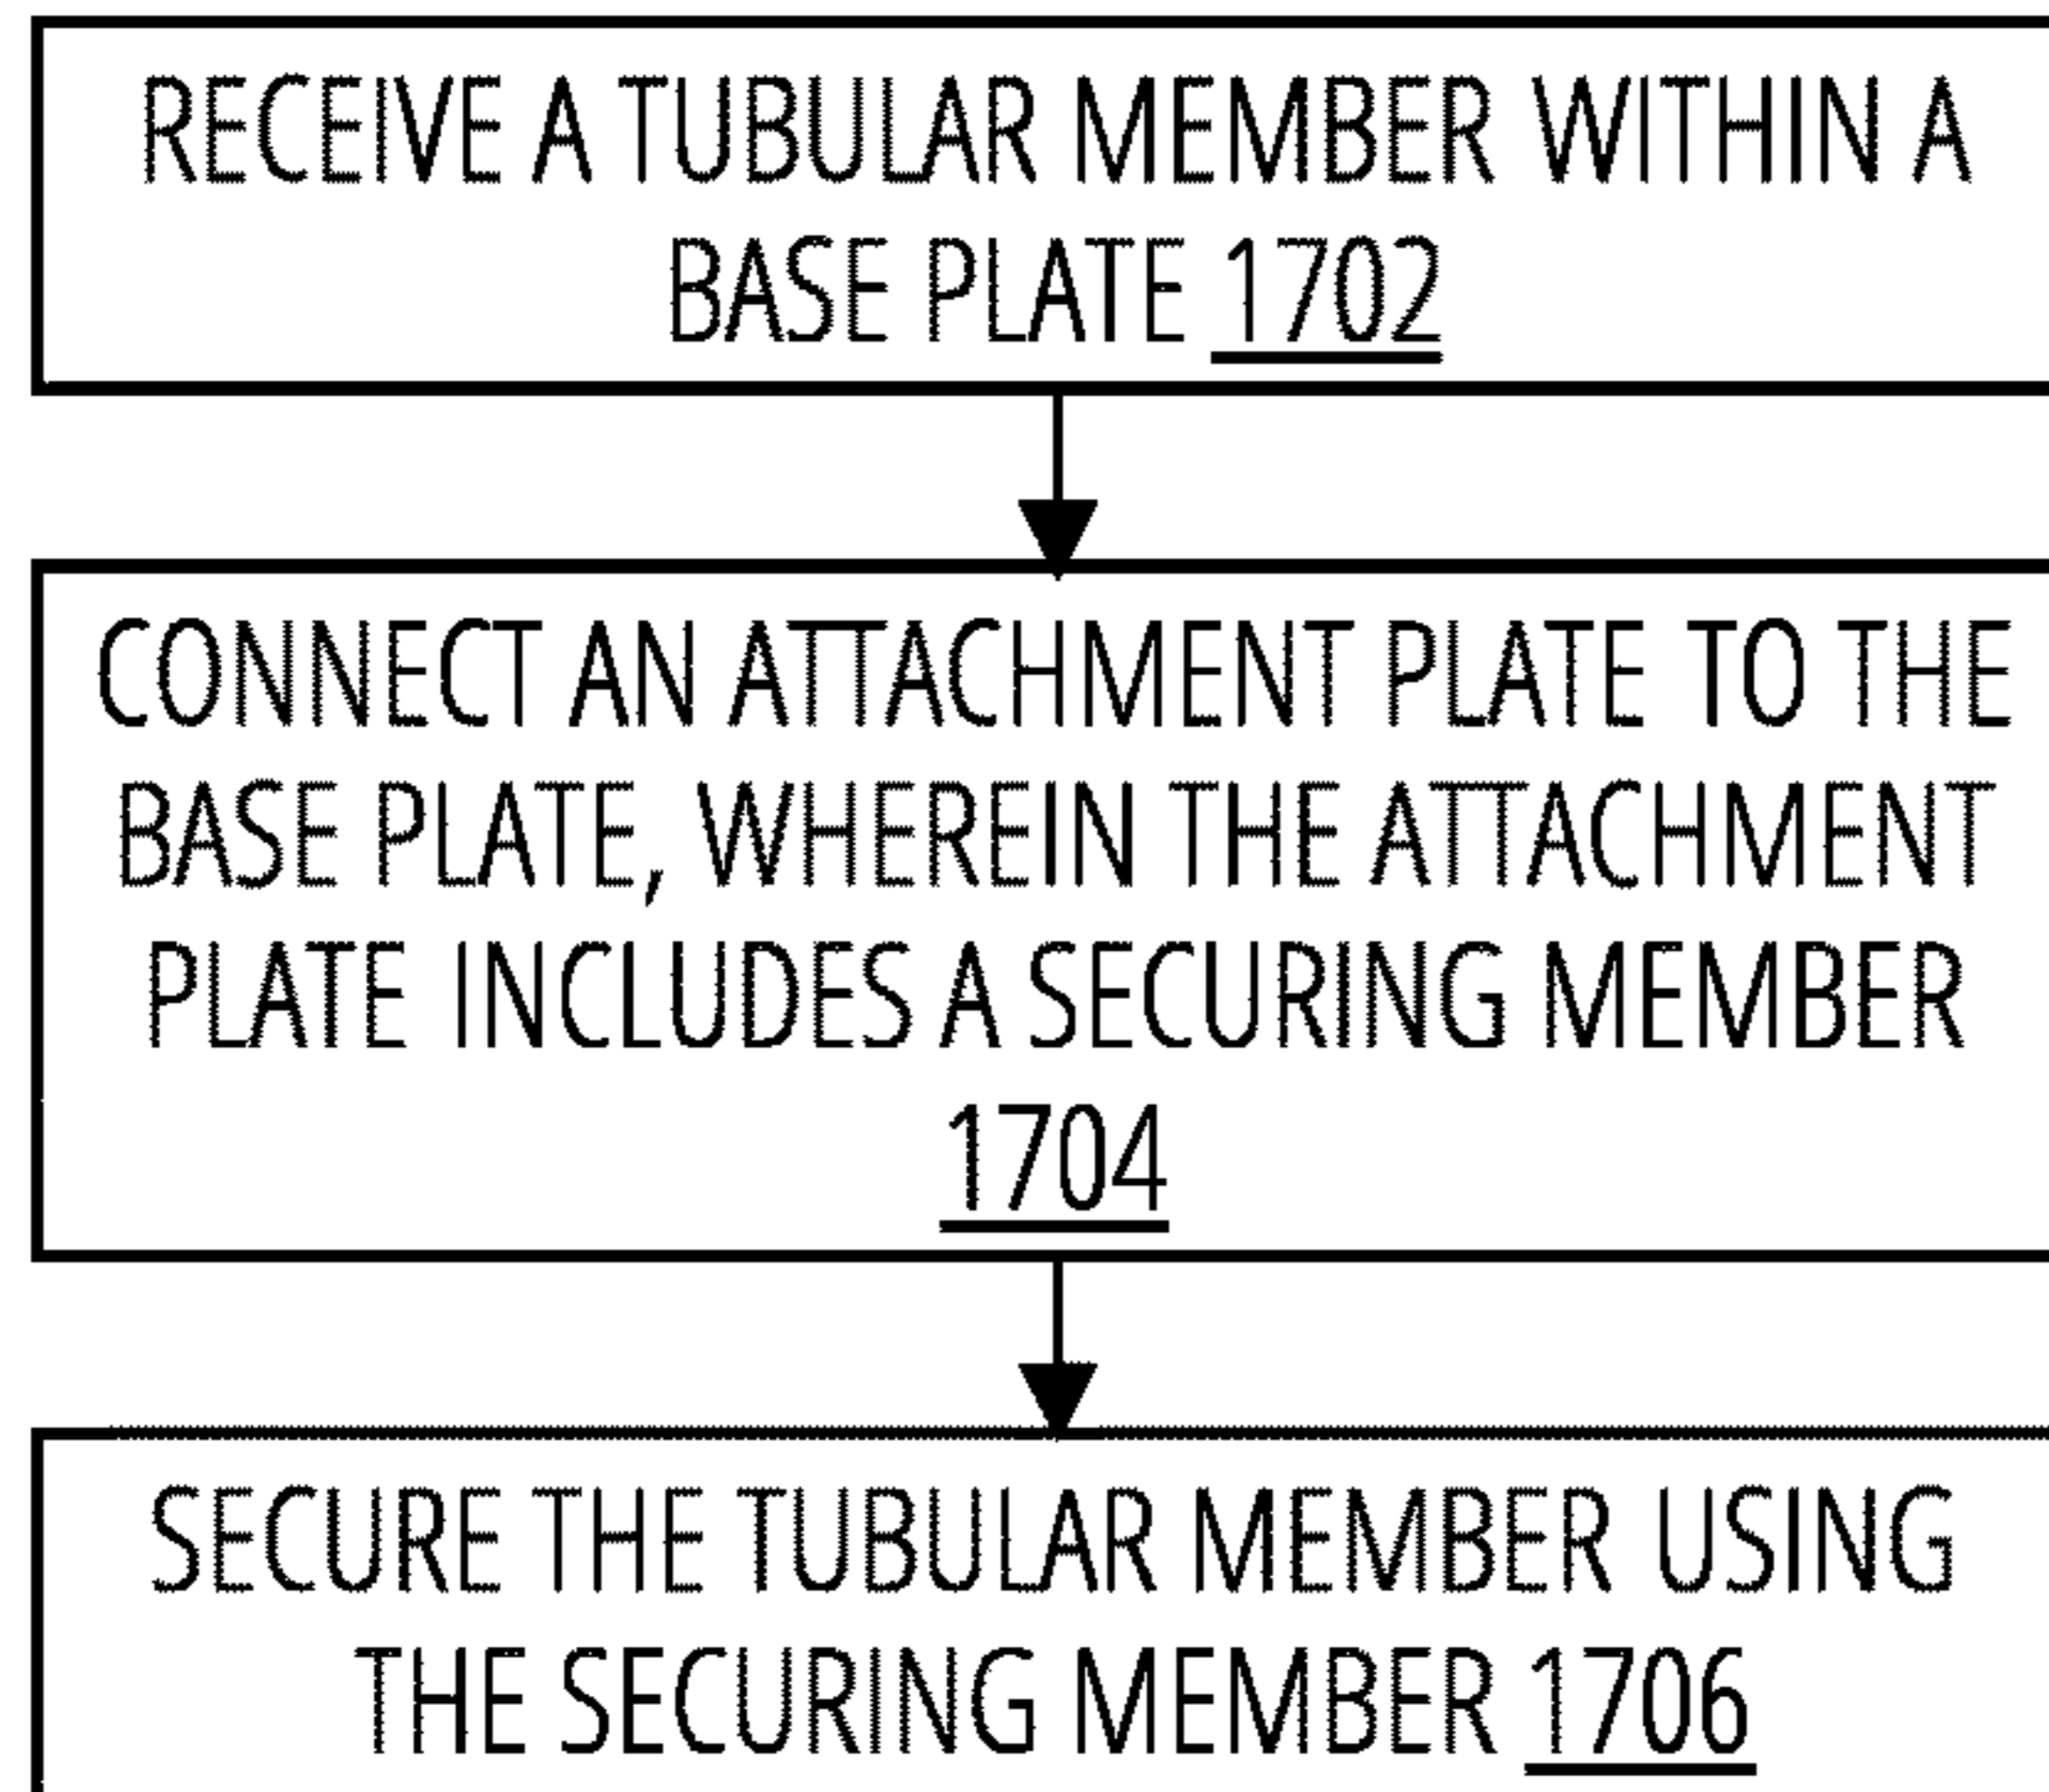 RECEIVE A TUBULAR MEMBER WITHIN A
BASE PLATE 1702
CONNECT AN ATTACHMENT PLATE TO THE
BASE PLATE, WHEREIN THE ATTACHMENT
PLATE INCLUDES A SECURING MEMBER
1704
SECURE THE TUBULAR MEMBER USING
THE SECURING MEMBER 1706